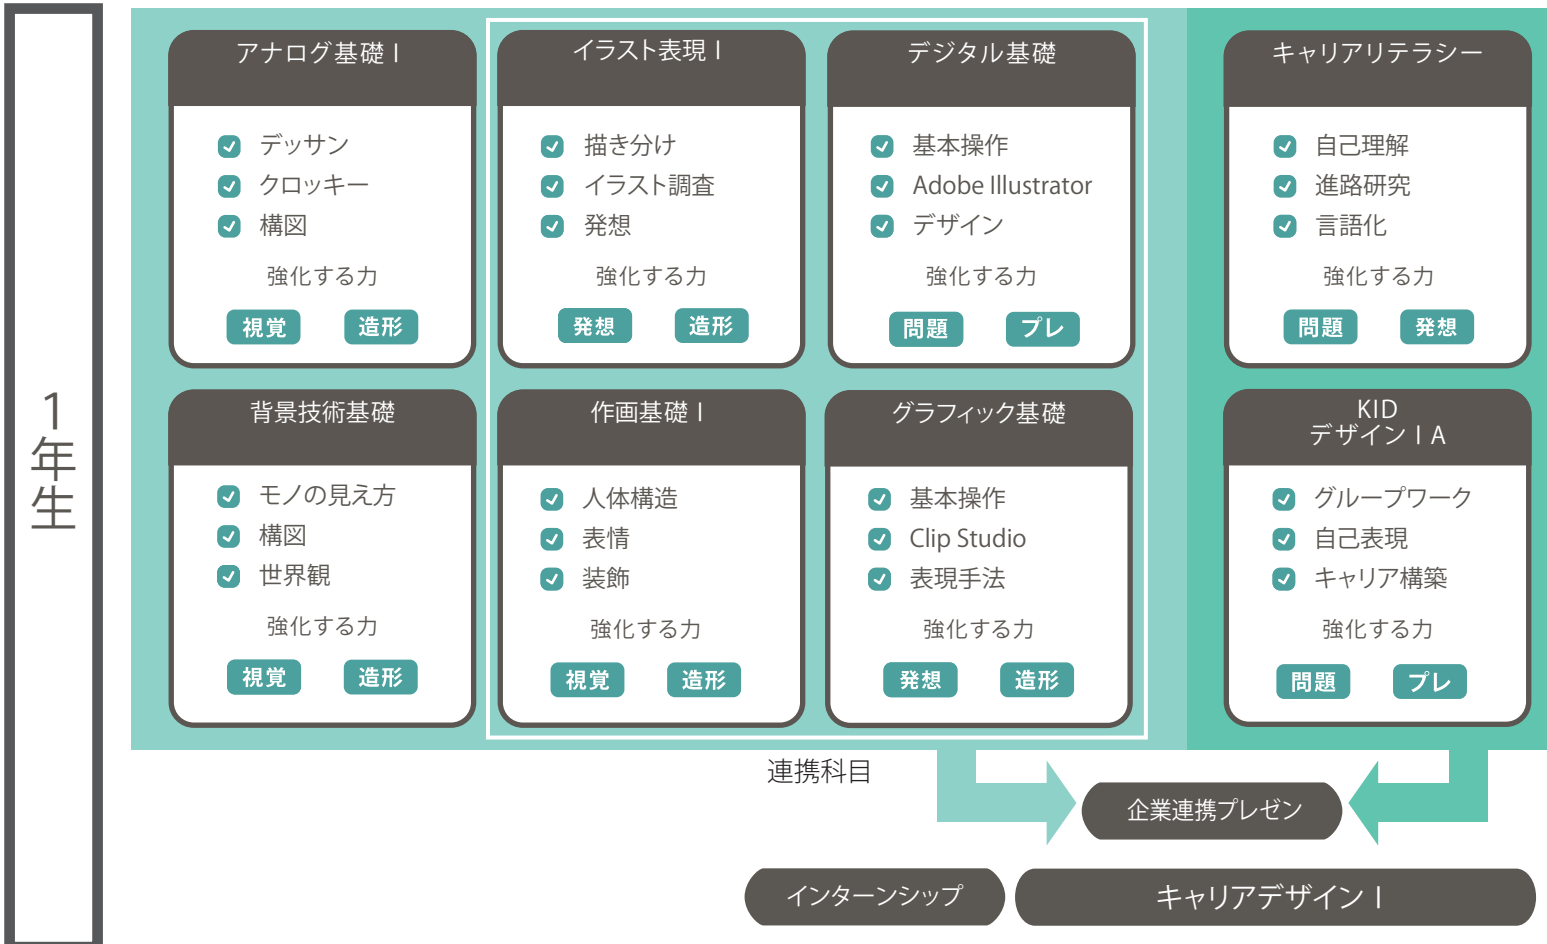 1年生
アナログ基礎 I
デッサン
クロッキー
構図
強化する力
視覚
造形
イラスト表現 I
描き分け
イラスト調査
発想
強化する力
発想
造形
デジタル基礎
基本操作
Adobe Illustrator
デザイン
強化する力
問題
プレ
キャリアリテラシー
自己理解
進路研究
言語化
強化する力
問題
発想
背景技術基礎
モノの見え方
構図
世界観
強化する力
視覚
造形
作画基礎 I
人体構造
表情
装飾
強化する力
視覚
造形
グラフィック基礎
基本操作
Clip Studio
表現手法
強化する力
発想
造形
KID
デザイン I A
グループワーク
自己表現
キャリア構築
強化する力
問題
プレ
連携科目
企業連携プレゼン
インターンシップ
キャリアデザイン I